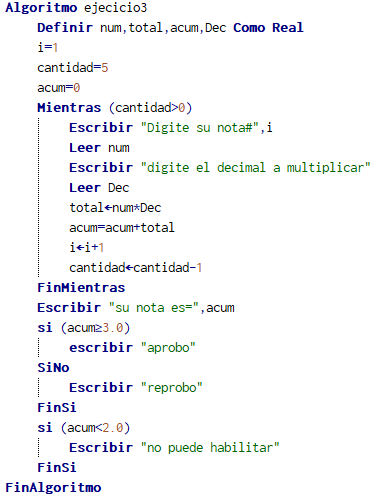 Algoritmo ejecicio3
Definir num,total,acum,Dec Como Real
i=1
cantidad=5
acum=0
Mientras (cantidad>0)
Escribir "Digite su nota#",i
Leer num
Escribir "digite el decimal a multiplicar"
Leer Dec
total←num*Dec
acum=acum+total
i←i+1
cantidad←cantidad-1
FinMientras
Escribir "su nota es=",acum
si (acum≥3.0)
escribir "aprobo"
SiNo
Escribir "reprobo"
FinSi
si (acum<2.0)
Escribir "no puede habilitar"
FinSi
FinAlgoritmo